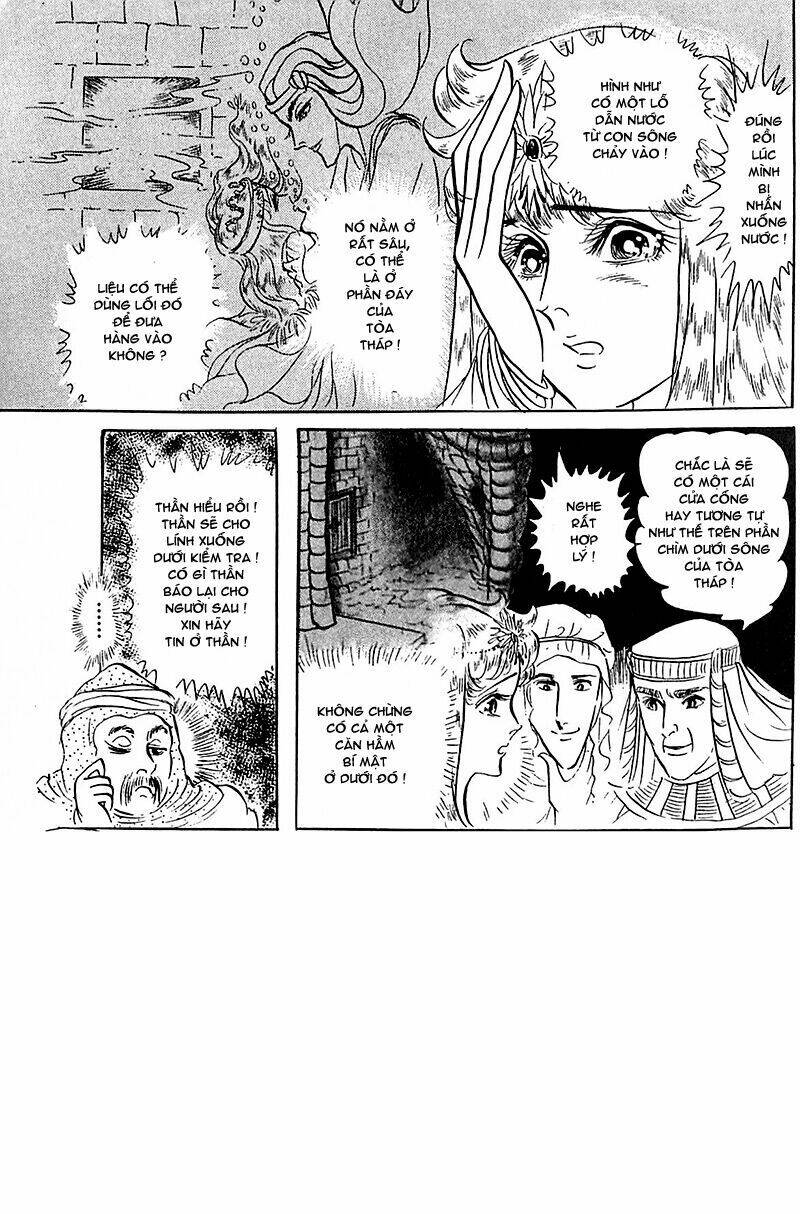 ĐÚNG
RỒI
LÚC
MÌNH
BỊ
NHẤN
XUỐNG
NƯỚC !
HÌNH NHƯ
CÓ MỘT LỖ
DẪN NƯỚC
TỪ CON SÔNG
CHẢY VÀO !
NÓ NẰM Ở
RẤT SÂU,
CÓ THỂ
LÀ Ở
PHẦN ĐÁY
CỦA
TÒA
THÁP !
LIỆU CÓ THỂ
DÙNG LỐI ĐÓ
ĐỂ ĐƯA
HÀNG VÀO
KHÔNG ?
CHẮC LÀ SẼ
CÓ MỘT CÁI
CỬA CỐNG
HAY TƯƠNG TỰ
NHƯ THẾ TRÊN PHẦN
CHÌM DƯỚI SÔNG
CỦA TÒA
THÁP !
NGHE
RẤT
HỢP
LÝ !
KHÔNG CHỪNG
CÓ CẢ MỘT
CĂN HẦM
BÍ MẬT
Ở DƯỚI ĐÓ !
THẦN HIỂU RỒI !
THẦN SẼ CHO
LÍNH XUỐNG
DƯỚI KIỂM TRA !
CÓ GÌ THẦN
BÁO LẠI CHO
NGƯỜI SAU !
XIN HÃY
TIN Ở THẦN !
........